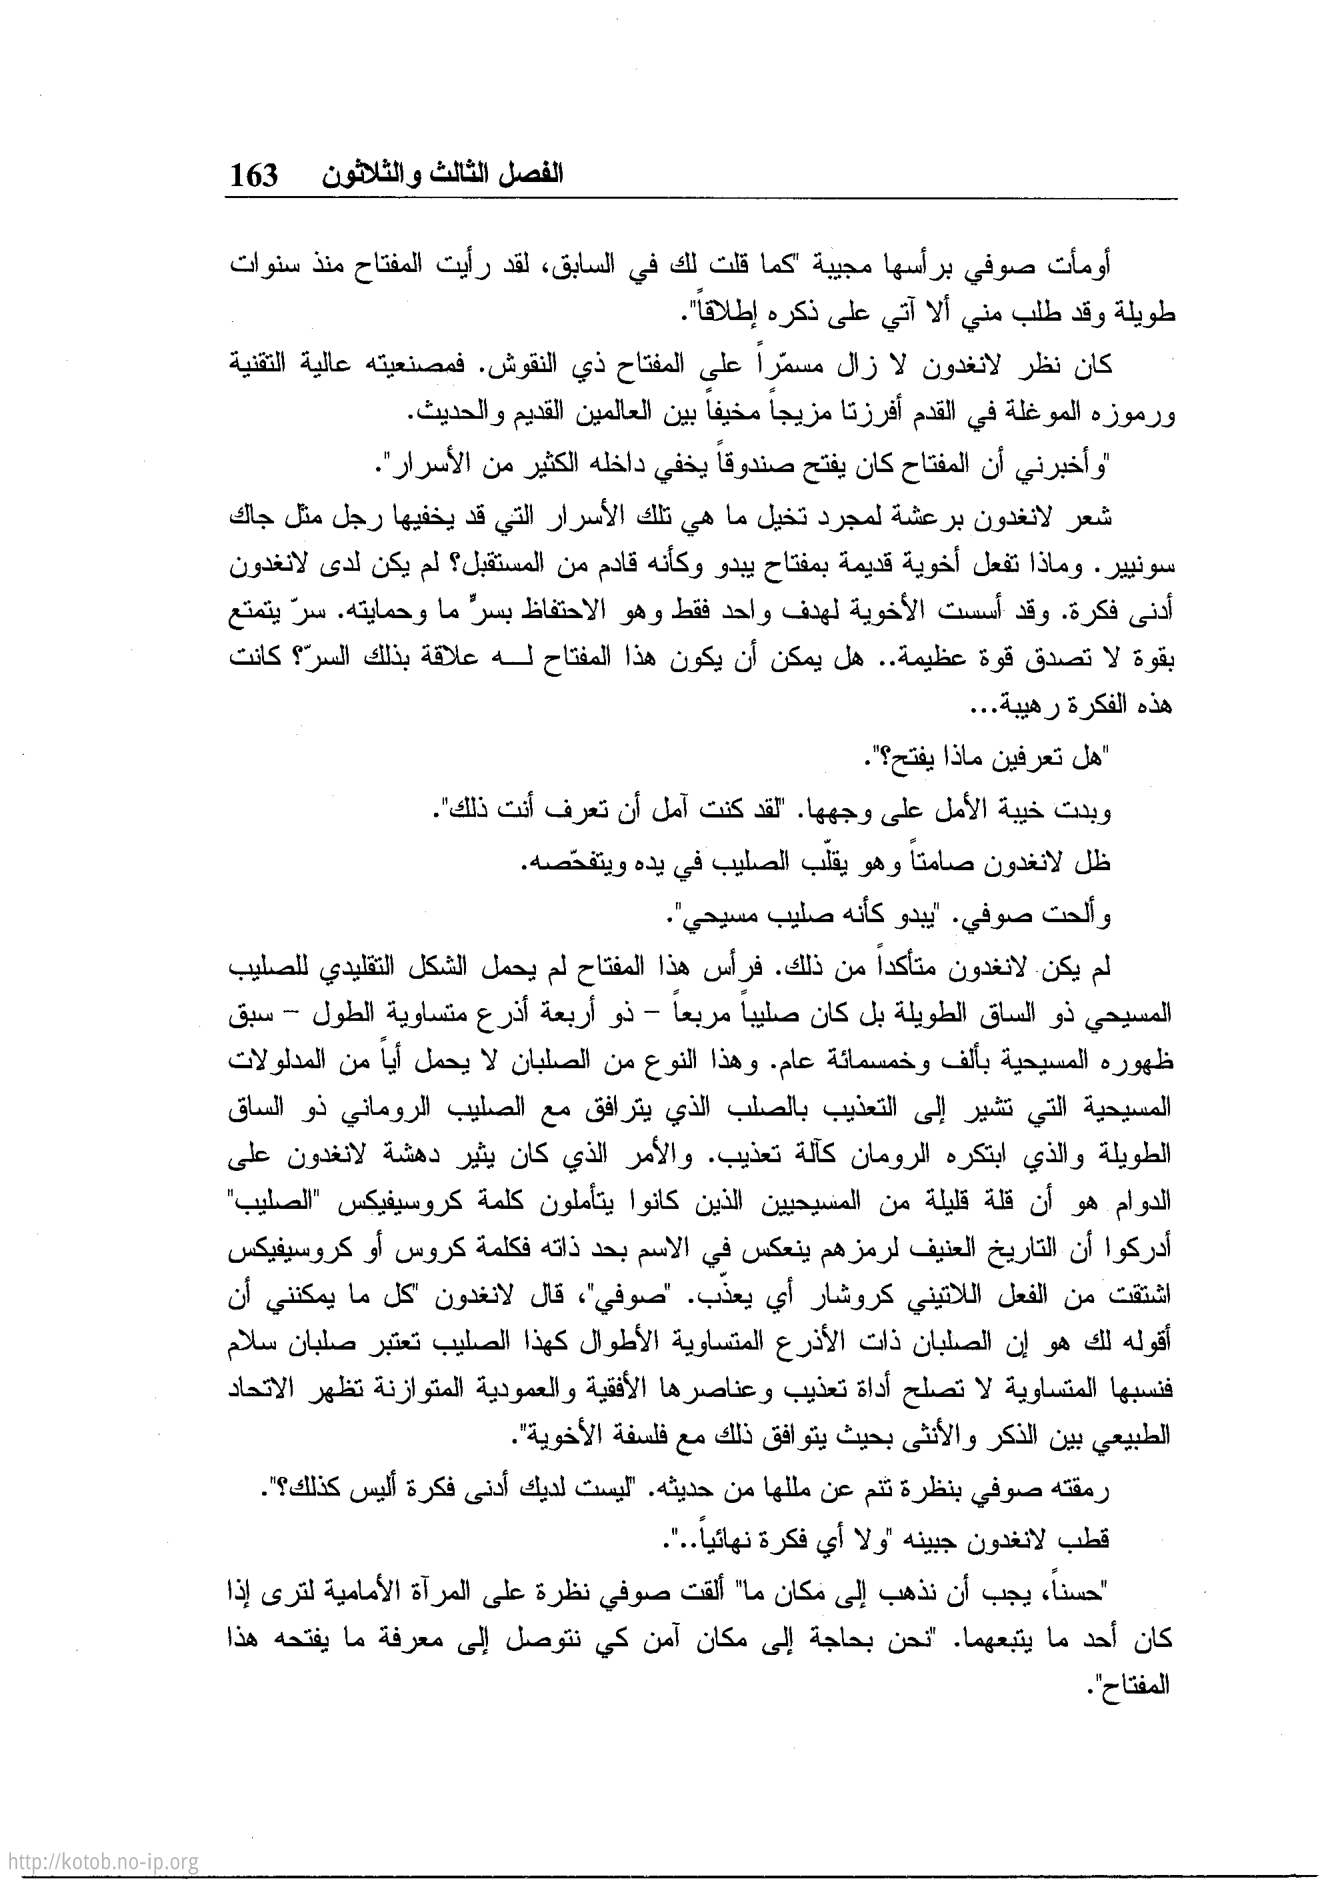 الفصل الثالث والثلاثون 163
أومأت صوفي برأسها مجيبة "كما قلت لك في السابق، لقد رأيت المفتاح منذ سنوات
طويلة وقد طلب مني ألا آتي على ذكره إطلاقاً".
كان نظر لانغدون لا زال مسمّراً على المفتاح ذي النقوش. فمصنعيته عالية التقنية
ورموزه الموغلة في القدم أفرزتا مزيجاً مخيفاً بين العالمين القديم والحديث.
"وأخبرني أن المفتاح كان يفتح صندوقاً يخفي داخله الكثير من الأسرار".
شعر لانغدون برعشة لمجرد تخيل ما هي تلك الأسرار التي قد يخفيها رجل مثل جاك
سونيير. وماذا تفعل أخوية قديمة بمفتاح يبدو وكأنه قادم من المستقبل؟ لم يكن لدى لانغدون
أدنى فكرة. وقد أسست الأخوية لهدف واحد فقط وهو الاحتفاظ بسرٍّ ما وحمايته. سرّ يتمتع
بقوة لا تصدق قوة عظيمة.. هل يمكن أن يكون هذا المفتاح لـه علاقة بذلك السرّ؟ كانت
هذه الفكرة رهيبة...
"هل تعرفين ماذا يفتح؟".
وبدت خيبة الأمل على وجهها. "لقد كنت آمل أن تعرف أنت ذلك".
ظل لانغدون صامتاً وهو يقلّب الصليب في يده ويتفحّصه.
وألحت صوفي. "يبدو كأنه صليب مسيحي".
لم يكن لانغدون متأكداً من ذلك. فرأس هذا المفتاح لم يحمل الشكل التقليدي للصليب
المسيحي ذو الساق الطويلة بل كان صليباً مربعاً – ذو أربعة أذرع متساوية الطول – سبق
ظهوره المسيحية بألف وخمسمائة عام. وهذا النوع من الصلبان لا يحمل أياً من المدلولات
المسيحية التي تشير إلى التعذيب بالصلب الذي يترافق مع الصليب الروماني ذو الساق
الطويلة والذي ابتكره الرومان كآلة تعذيب. والأمر الذي كان يثير دهشة لانغدون على
الدوام هو أن قلة قليلة من المسيحيين الذين كانوا يتأملون كلمة كروسيفيكس "الصليب"
أدركوا أن التاريخ العنيف لرمزهم ينعكس في الاسم بحد ذاته فكلمة كروس أو كروسيفيكس
اشتقت من الفعل اللاتيني كروشار أي يعذّب. "صوفي"، قال لانغدون "كل ما يمكنني أن
أقوله لك هو إن الصلبان ذات الأذرع المتساوية الأطوال كهذا الصليب تعتبر صلبان سلام
فنسبها المتساوية لا تصلح أداة تعذيب وعناصرها الأفقية والعمودية المتوازنة تظهر الاتحاد
الطبيعي بين الذكر والأنثى بحيث يتوافق ذلك مع فلسفة الأخوية".
رمقته صوفي بنظرة تنم عن مللها من حديثه. "ليست لديك أدنى فكرة أليس كذلك؟".
قطب لانغدون جبينه "ولا أي فكرة نهائياً..".
"حسناً، يجب أن نذهب إلى مكان ما" ألقت صوفي نظرة على المرآة الأمامية لترى إذا
كان أحد ما يتبعهما. "نحن بحاجة إلى مكان آمن كي نتوصل إلى معرفة ما يفتحه هذا
المفتاح".
http://kotob.no-ip.org